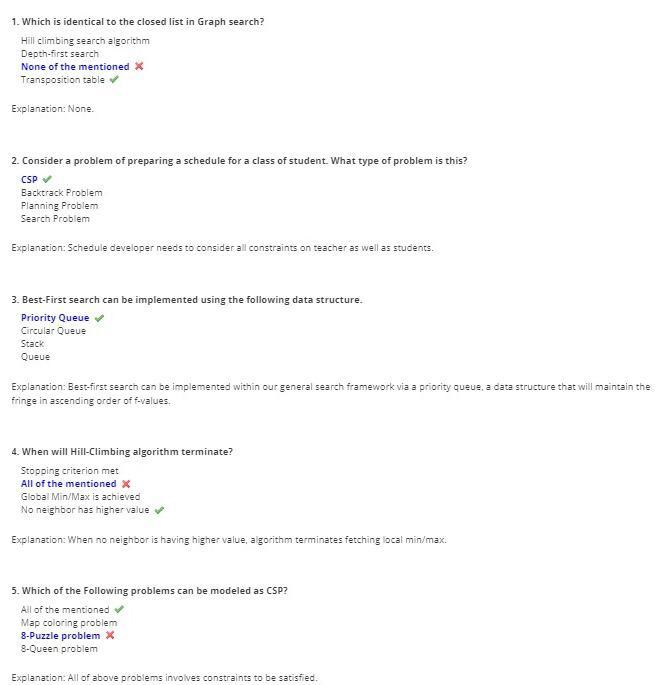 1. Which is identical to the closed list in Graph search?
Hill climbing search algorithm
Depth-first search
None of the mentioned ✗
Transposition table ✓
Explanation: None.
2. Consider a problem of preparing a schedule for a class of student. What type of problem is this?
CSP ✓
Backtrack Problem
Planning Problem
Search Problem
Explanation: Schedule developer needs to consider all constraints on teacher as well as students.
3. Best-First search can be implemented using the following data structure.
Priority Queue ✓
Circular Queue
Stack
Queue
Explanation: Best-first search can be implemented within our general search framework via a priority queue, a data structure that will maintain the
fringe in ascending order of f-values.
4. When will Hill-Climbing algorithm terminate?
Stopping criterion met
All of the mentioned ✗
Global Min/Max is achieved
No neighbor has higher value ✓
Explanation: When no neighbor is having higher value, algorithm terminates fetching local min/max.
5. Which of the Following problems can be modeled as CSP?
All of the mentioned ✓
Map coloring problem
8-Puzzle problem ✗
8-Queen problem
Explanation: All of above problems involves constraints to be satisfied.